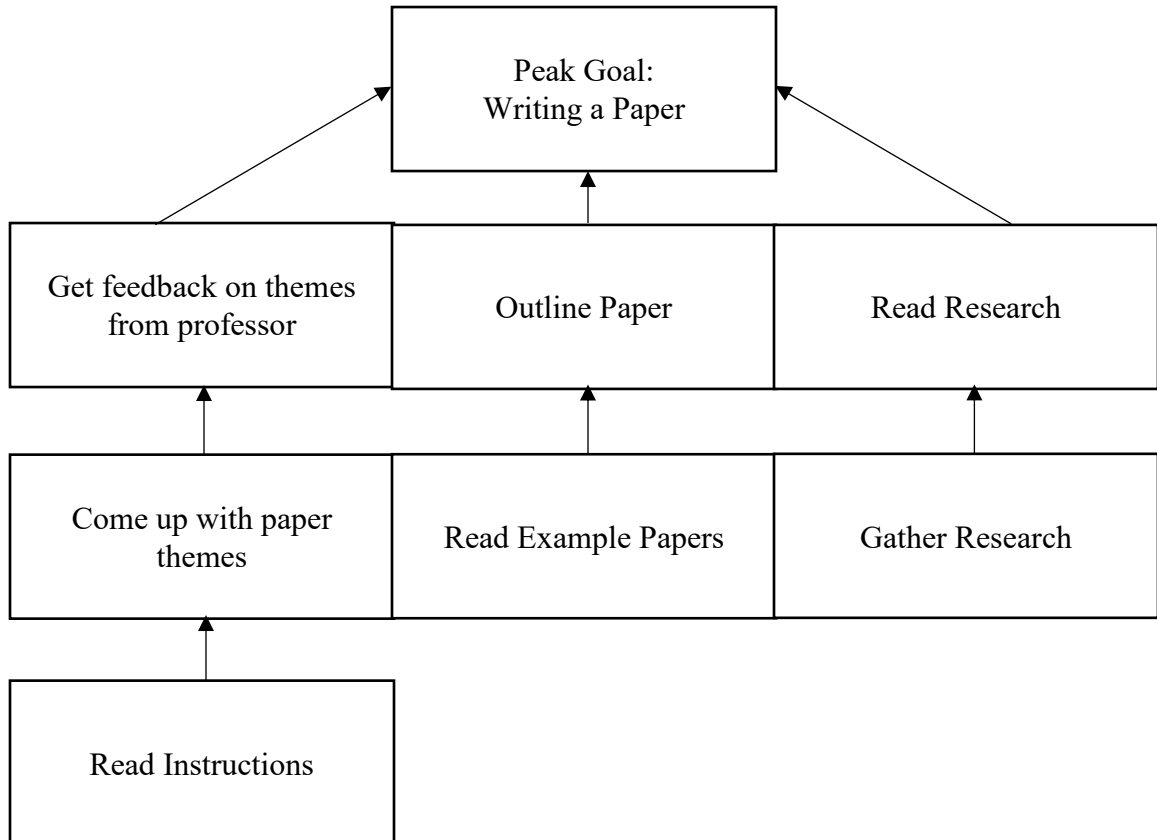 Peak Goal:
Writing a Paper
Get feedback on themes
from professor
Outline Paper
Read Research
Come up with paper
themes
Read Example Papers
Gather Research
Read Instructions